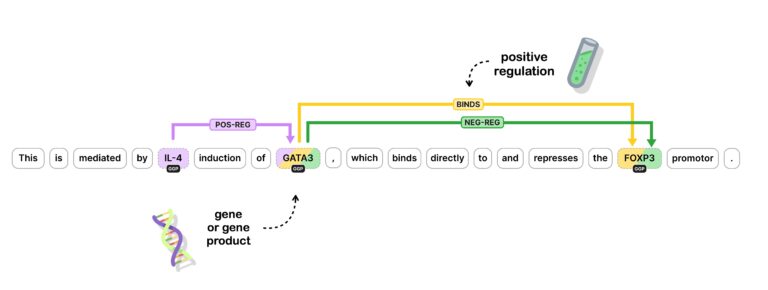 positive
regulation
BINDS
POS-REG
NEG-REG
This is mediated by IL-4 induction of GATA3 , which binds directly to and represses the FOXP3 promotor .
GGP GGP GGP
gene
or gene
product